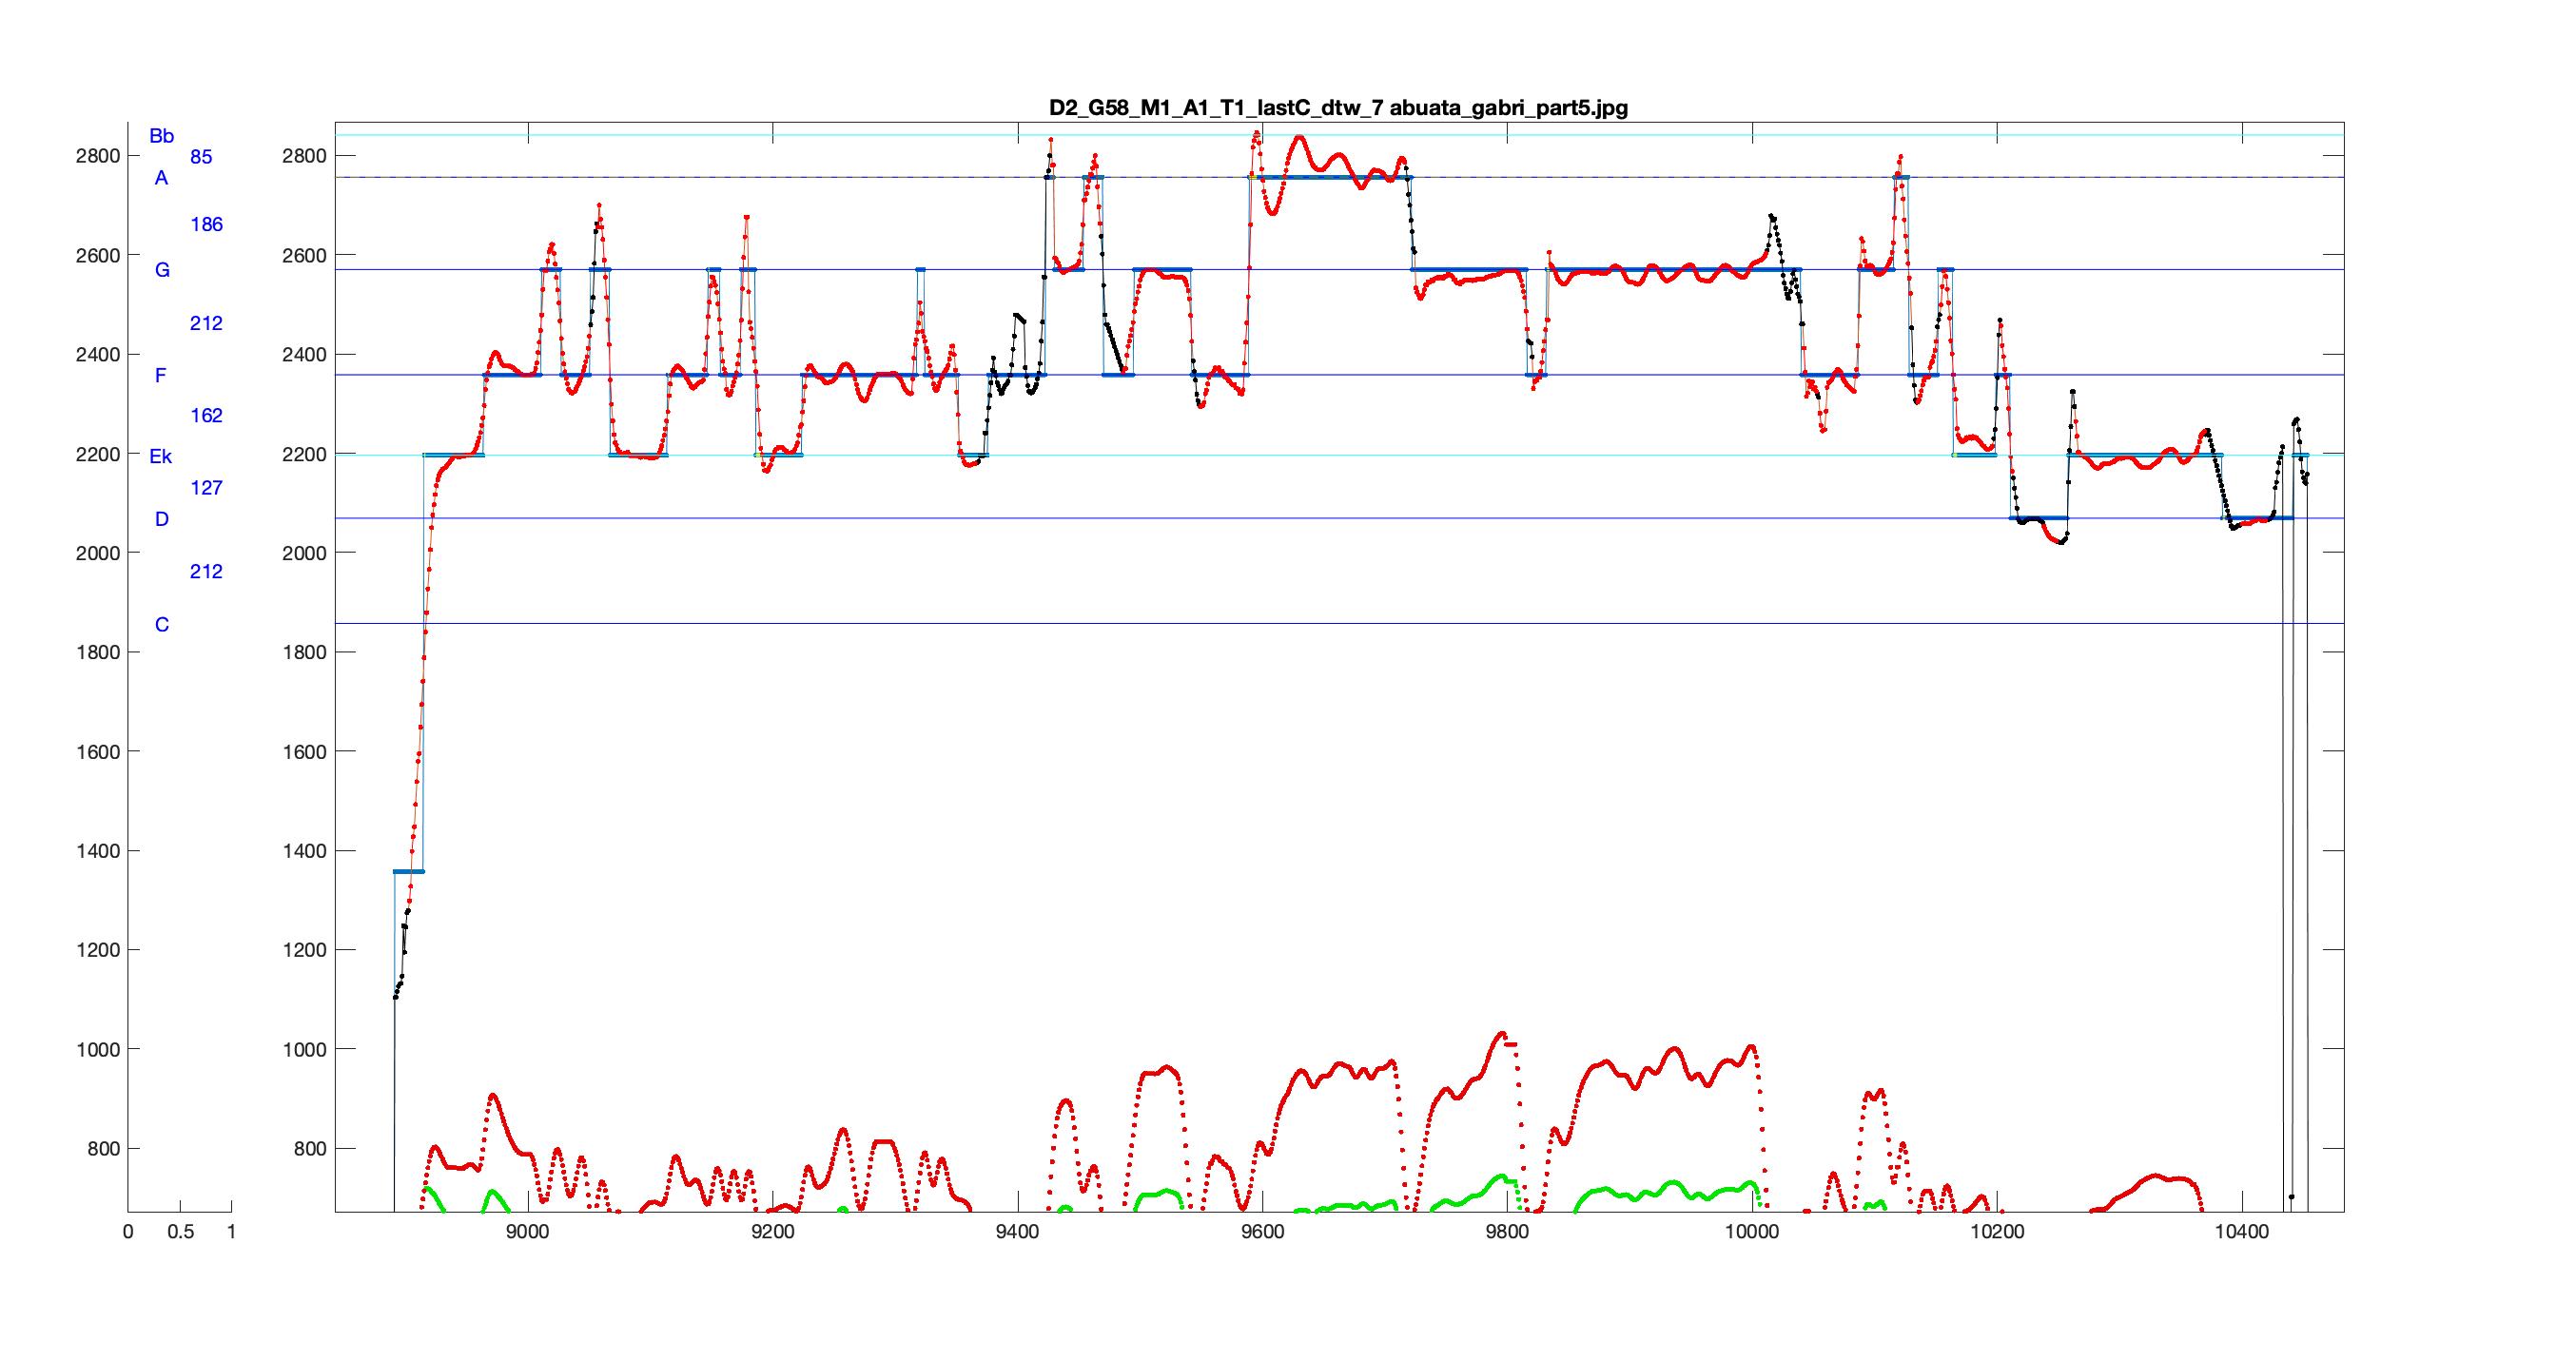 D2_G58_M1_A1_T1_lastC_dtw_7 abuata_gabri_part5.jpg
Bb
2800 85 2800
A
186
2600 G 2600
212
2400 2400
F
162
2200 Ek 2200
127
D
2000 2000
212
C
1800 1800
1600 1600
1400 1400
1200 1200
1000 1000
800 800
0 0.5 1 9000 9200 9400 9600 9800 10000 10200 10400